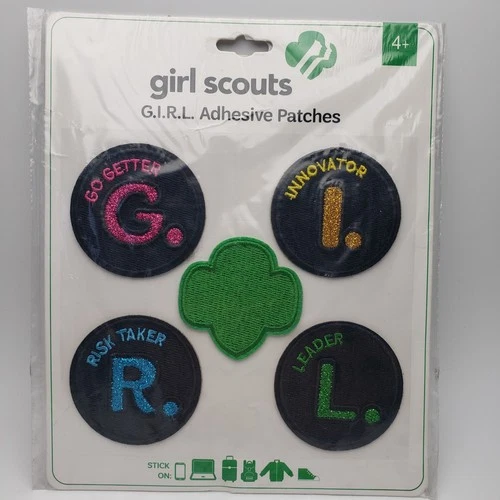 4+
girl scouts
G.I.R.L. Adhesive Patches
GO GETTER
G.
INNOVATOR
I.
RISK TAKER
R.
LEADER
L.
STICK
ON: